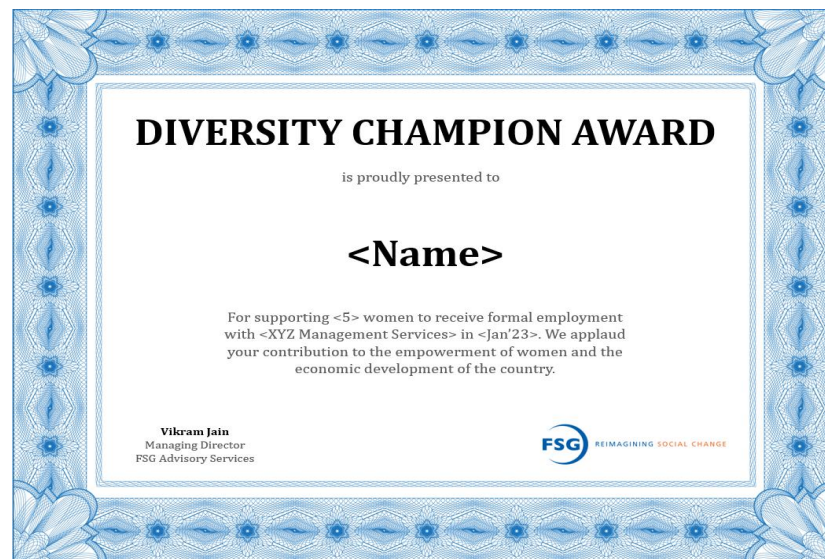 DIVERSITY CHAMPION AWARD
is proudly presented to
<Name>
For supporting <5> women to receive formal employment
with <XYZ Management Services> in <Jan’23>. We applaud
your contribution to the empowerment of women and the
economic development of the country.
Vikram Jain
Managing Director
FSG Advisory Services
FSG REIMAGINING SOCIAL CHANGE